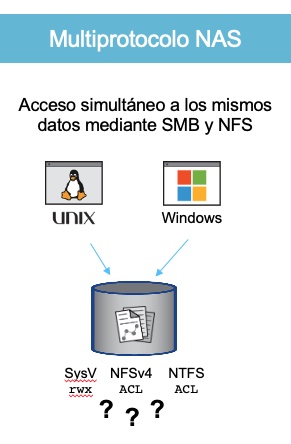 Multiprotocolo NAS
Acceso simultáneo a los mismos
datos mediante SMB y NFS
UNIX
Windows
SysV NFSv4 NTFS
rwx ACL ACL
? ? ?